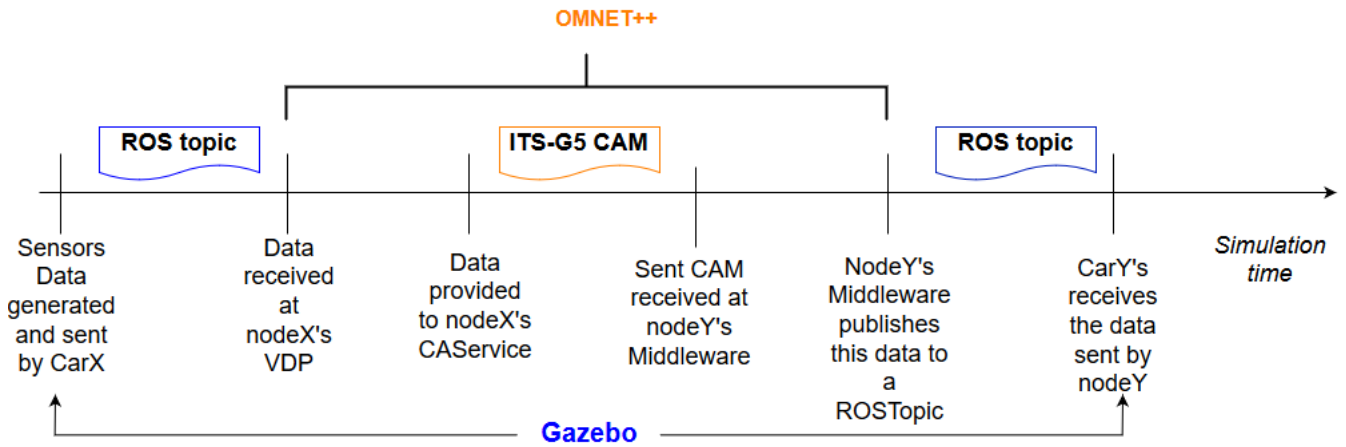 OMNET++
ROS topic
ITS-G5 CAM
ROS topic
Sensors
Data
generated
and sent
by CarX
Data
received
at
nodeX's
VDP
Data
provided
to nodeX's
CAService
Sent CAM
received at
nodeY's
Middleware
NodeY's
Middleware
publishes
this data to
a
ROSTopic
CarY's
receives
the data
sent by
nodeY
Simulation
time
Gazebo